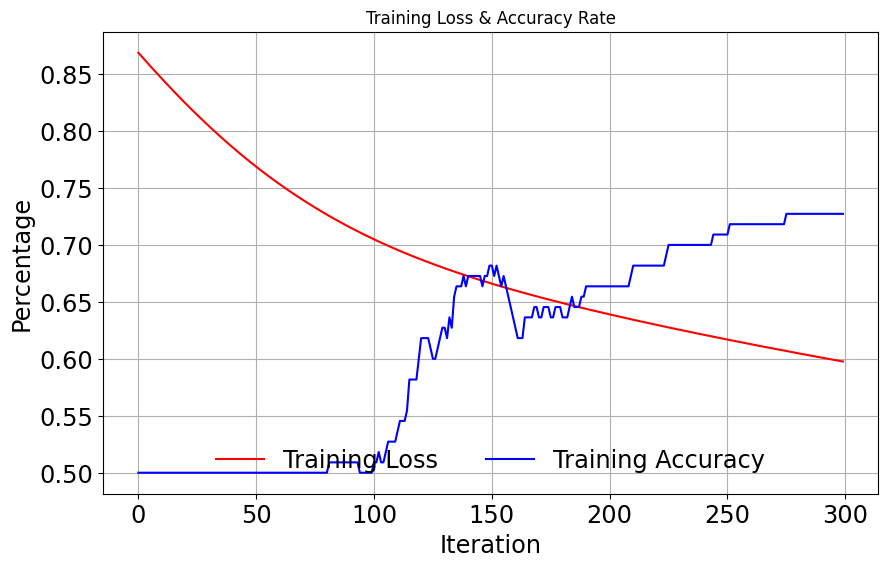 Training Loss & Accuracy Rate
Percentage
0.85
0.80
0.75
0.70
0.65
0.60
0.55
0.50
Training Loss
Training Accuracy
0 50 100 150 200 250 300
Iteration